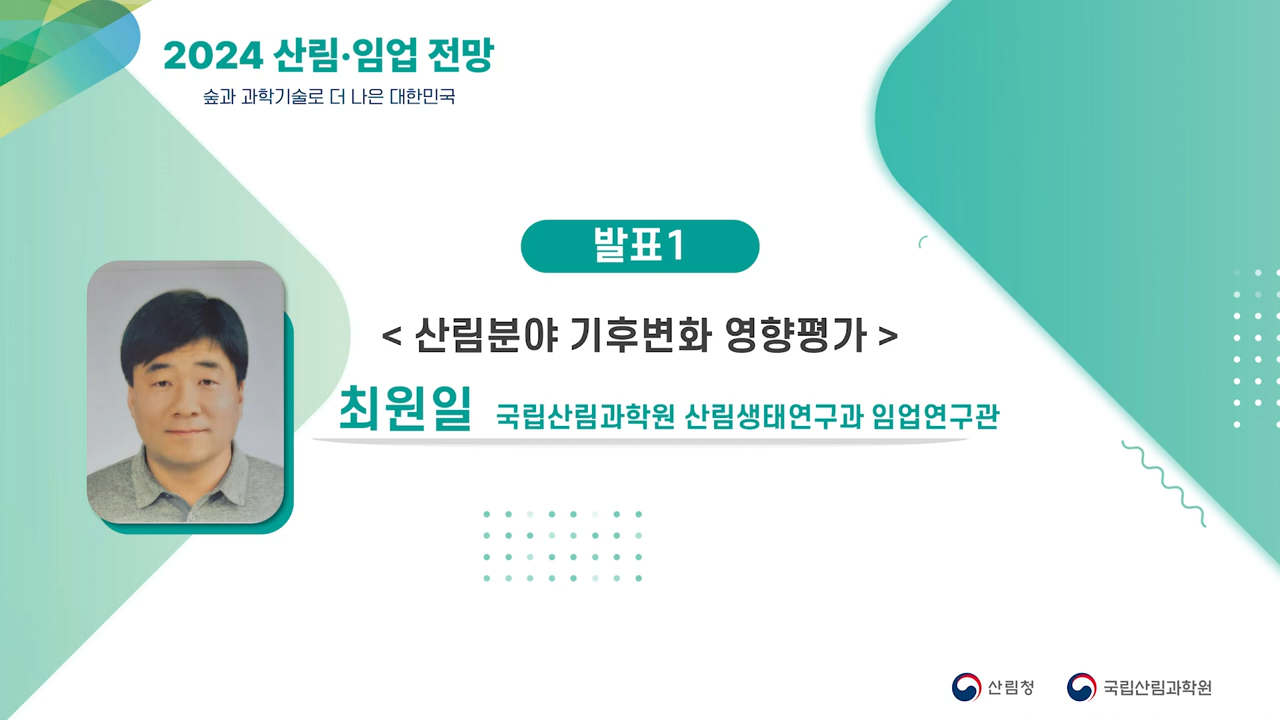 2024 산림·임업 전망
숲과 과학기술로 더 나은 대한민국
발표1
< 산림분야 기후변화 영향평가 >
최원일 국립산림과학원 산림생태연구과 임업연구관
산림청 국립산림과학원